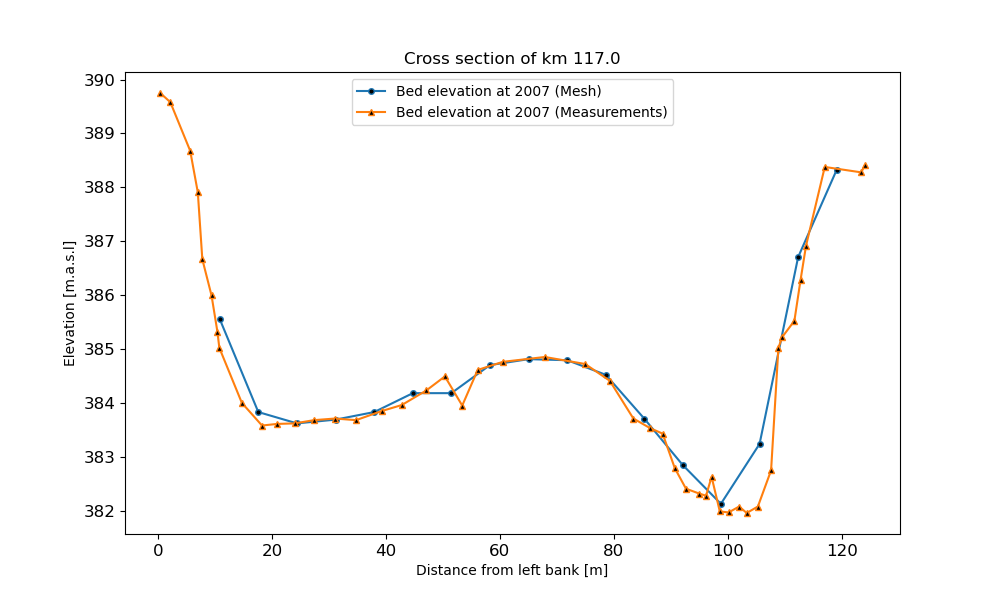 Cross section of km 117.0
Bed elevation at 2007 (Mesh)
Bed elevation at 2007 (Measurements)
Elevation [m.a.s.l]
390
389
388
387
386
385
384
383
382
0 20 40 60 80 100 120
Distance from left bank [m]